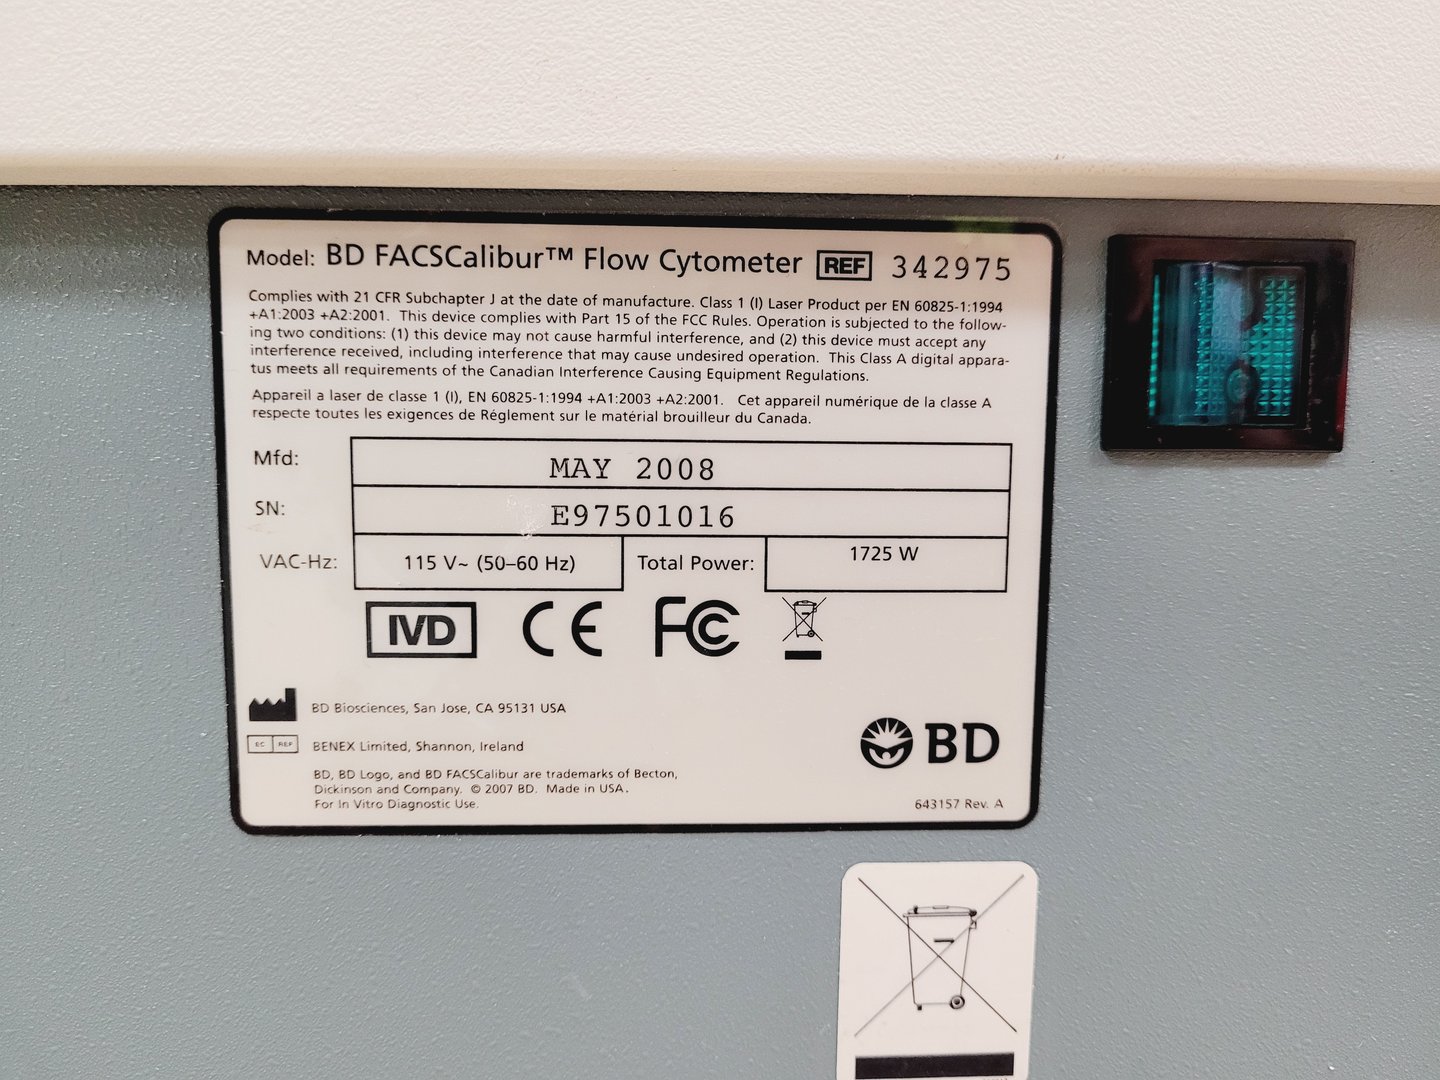 Model: BD FACSCalibur™ Flow Cytometer REF 342975
Complies with 21 CFR Subchapter J at the date of manufacture. Class 1 (I) Laser Product per EN 60825-1:1994
+A1:2003 +A2:2001. This device complies with Part 15 of the FCC Rules. Operation is subjected to the follow-
ing two conditions: (1) this device may not cause harmful interference, and (2) this device must accept any
interference received, including interference that may cause undesired operation. This Class A digital appara-
tus meets all requirements of the Canadian Interference Causing Equipment Regulations.
Appareil a laser de classe 1 (I), EN 60825-1:1994 +A1:2003 +A2:2001. Cet appareil numérique de la classe A
respecte toutes les exigences de Réglement sur le matérial brouilleur du Canada.
Mfd: MAY 2008
SN: E97501016
VAC-Hz: 115 V~ (50–60 Hz) Total Power: 1725 W
IVD CE FC
BD Biosciences, San Jose, CA 95131 USA
EC REP BENEX Limited, Shannon, Ireland
BD
BD, BD Logo, and BD FACSCalibur are trademarks of Becton,
Dickinson and Company. © 2007 BD. Made in USA.
For In Vitro Diagnostic Use.
643157 Rev. A